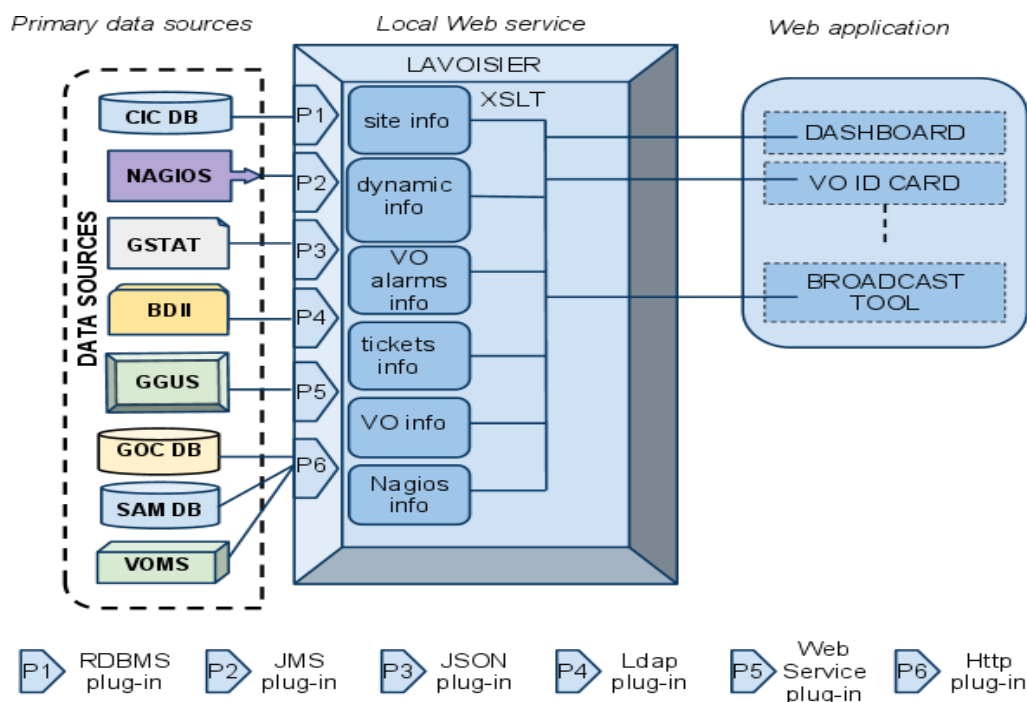 Primary data sources
Local Web service
Web application
LAVOISIER
XSLT
DATA SOURCES
CIC DB
NAGIOS
GSTAT
BDII
GGUS
GOC DB
SAM DB
VOMS
P1
P2
P3
P4
P5
P6
site info
dynamic
info
VO
alarms
info
tickets
info
VO info
Nagios
info
DASHBOARD
VO ID CARD
BROADCAST
TOOL
P1
RDBMS
plug-in
P2
JMS
plug-in
P3
JSON
plug-in
P4
Ldap
plug-in
P5
Web
Service
plug-in
P6
Http
plug-in